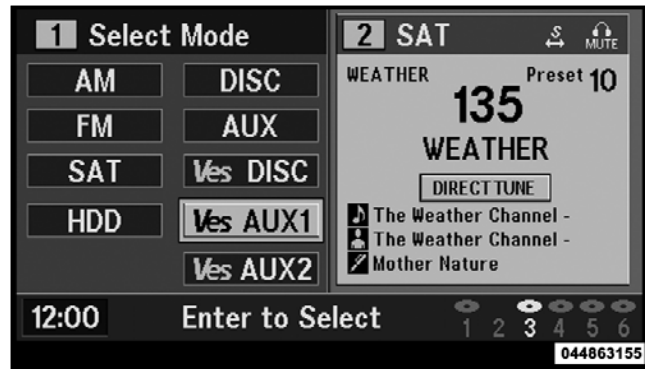 1 Select Mode
AM
DISC
FM
AUX
SAT
Ves DISC
HDD
Ves AUX1
Ves AUX2
2 SAT
S
MUTE
WEATHER
Preset 10
135
WEATHER
DIRECT TUNE
The Weather Channel -
The Weather Channel -
Mother Nature
12:00
Enter to Select
1 2 3 4 5 6
044863155